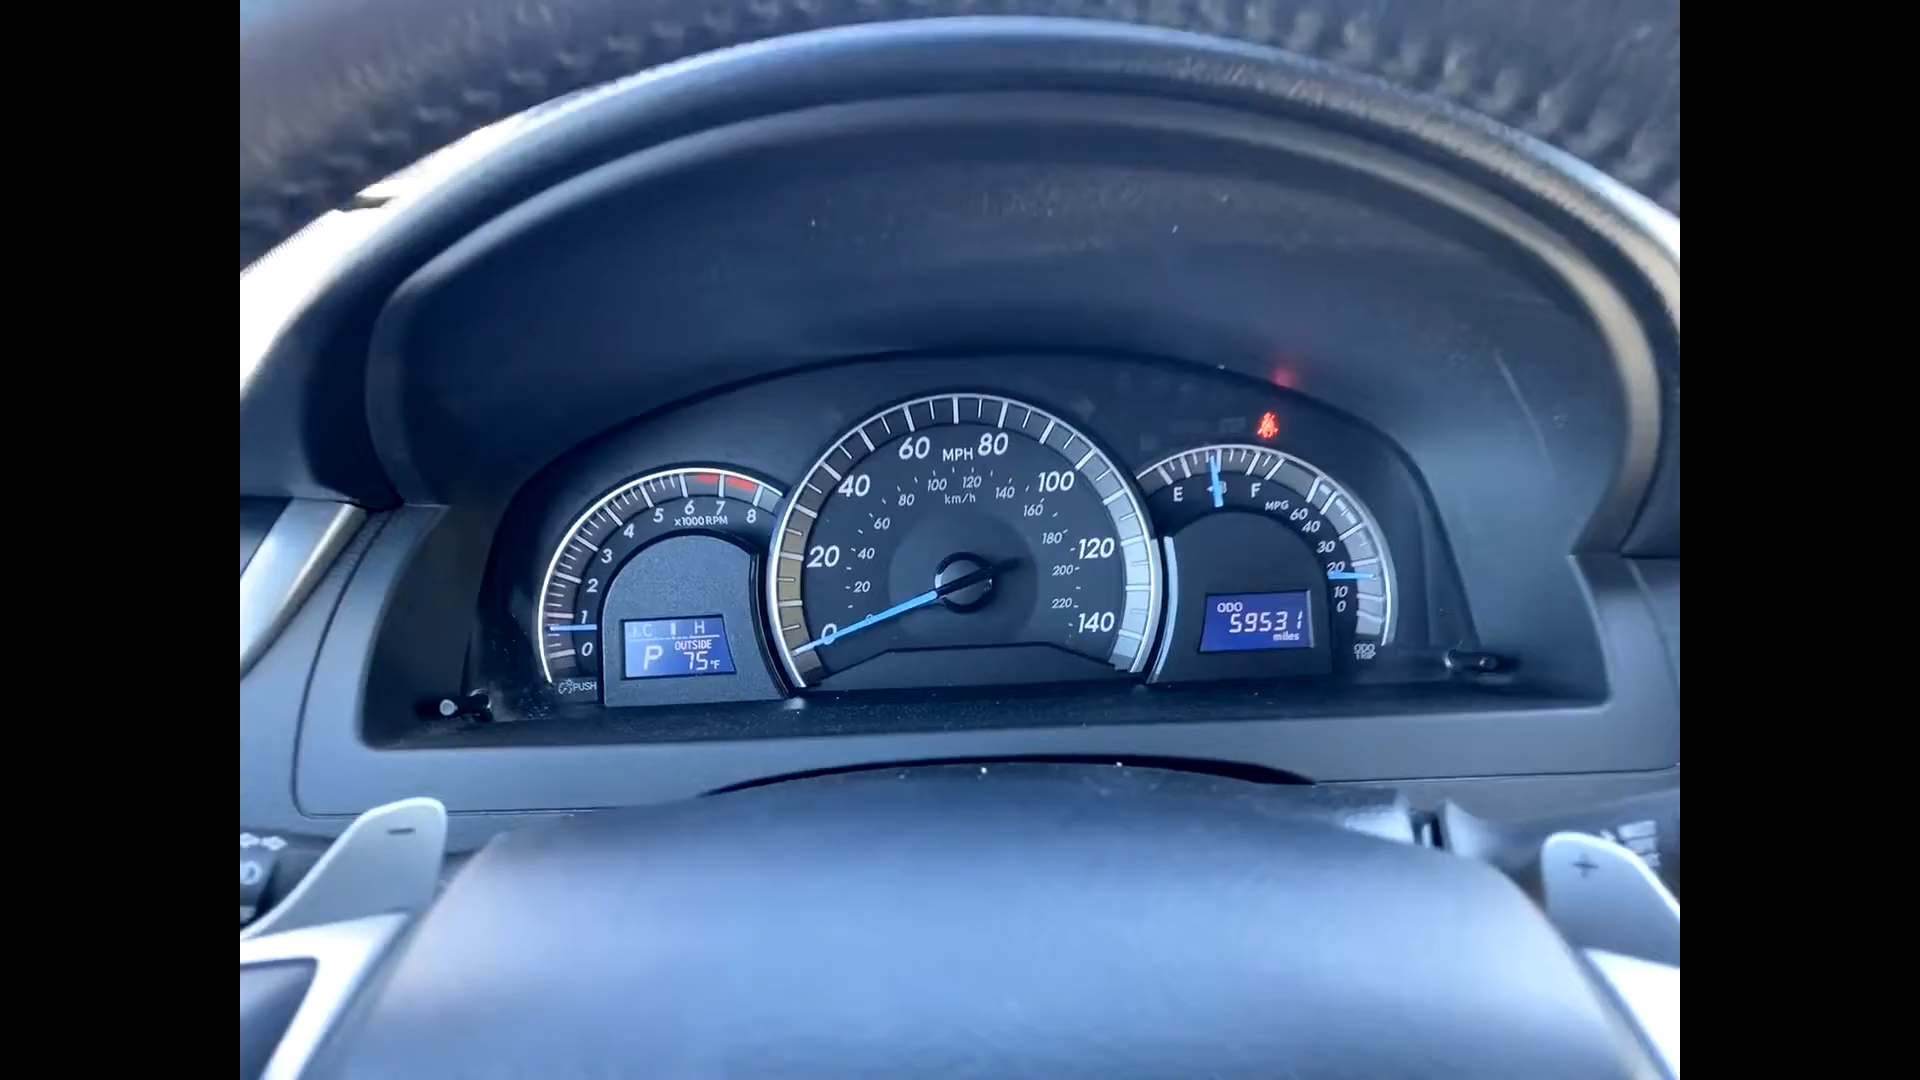 0 1 2 3 4 5 6 7 8
x1000RPM
C H
OUTSIDE
P 75°F
PUSH
0 20 40 60 80 100 120 140
MPH
20 40 60 80 100 120 140 160 180 200 220
km/h
E F
MPG
60
40
30
20
10
0
ODO
59531
miles
ODO
TRIP
-
+